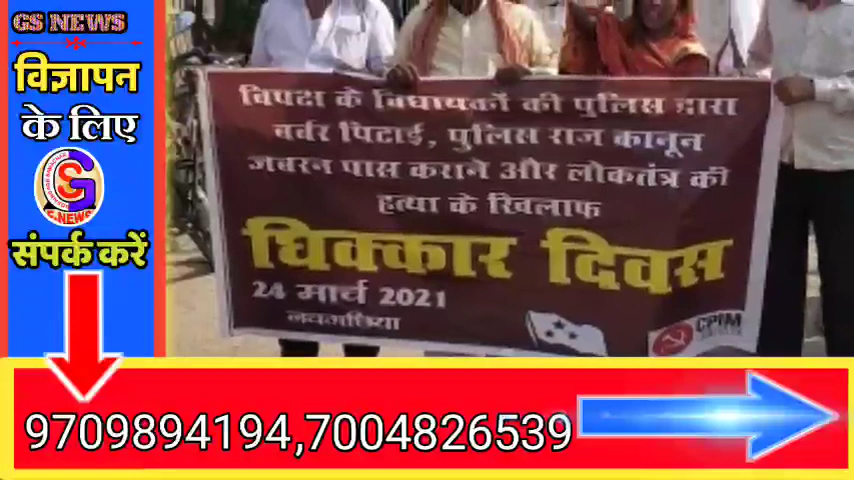 GS NEWS
विज्ञापन
के लिए
G.NEWS
संपर्क करें
विपक्ष के विधायकों की पुलिस द्वारा
बर्बर पिटाई, पुलिस राज कानून
जबरन पास कराने और लोकतंत्र की
हत्या के खिलाफ
धिक्कार दिवस
24 मार्च 2021
CPIM
9709894194,7004826539